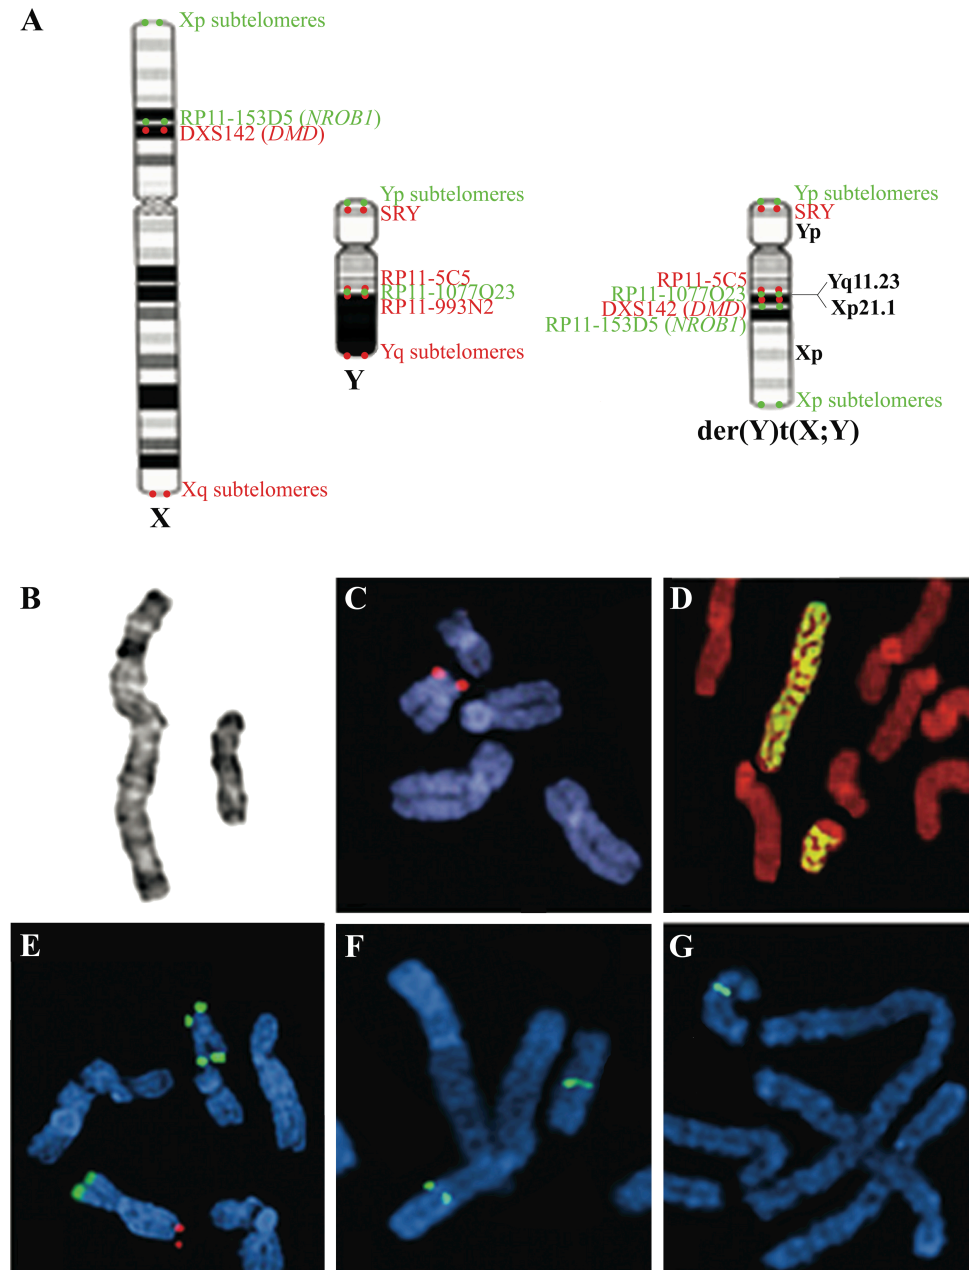 A
Xp subtelomeres
RP11-153D5 (NROB1)
DXS142 (DMD)
Xq subtelomeres
X
Yp subtelomeres
SRY
RP11-5C5
RP11-1077Q23
RP11-993N2
Yq subtelomeres
Y
Yp subtelomeres
SRY
Yp
RP11-5C5
RP11-1077O23
DXS142 (DMD)
RP11-153D5 (NROB1)
Yq11.23
Xp21.1
Xp
Xp subtelomeres
der(Y)t(X;Y)
B
C
D
E
F
G